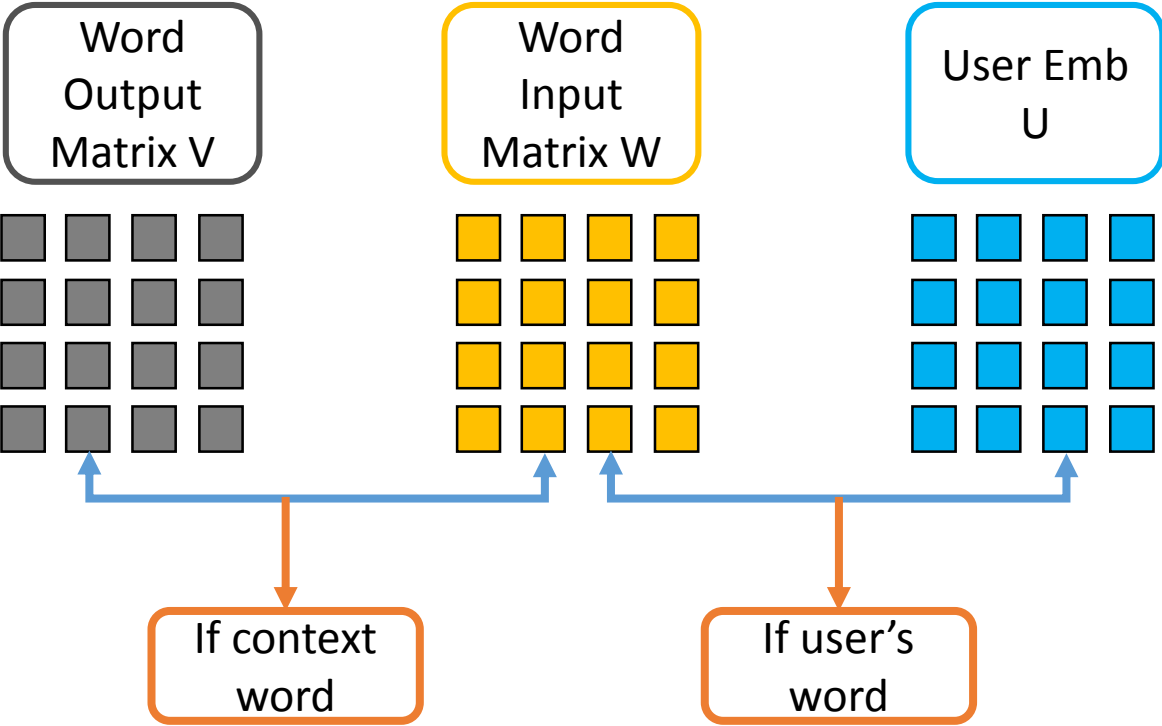 Word
Output
Matrix V
Word
Input
Matrix W
User Emb
U
If context
word
If user’s
word